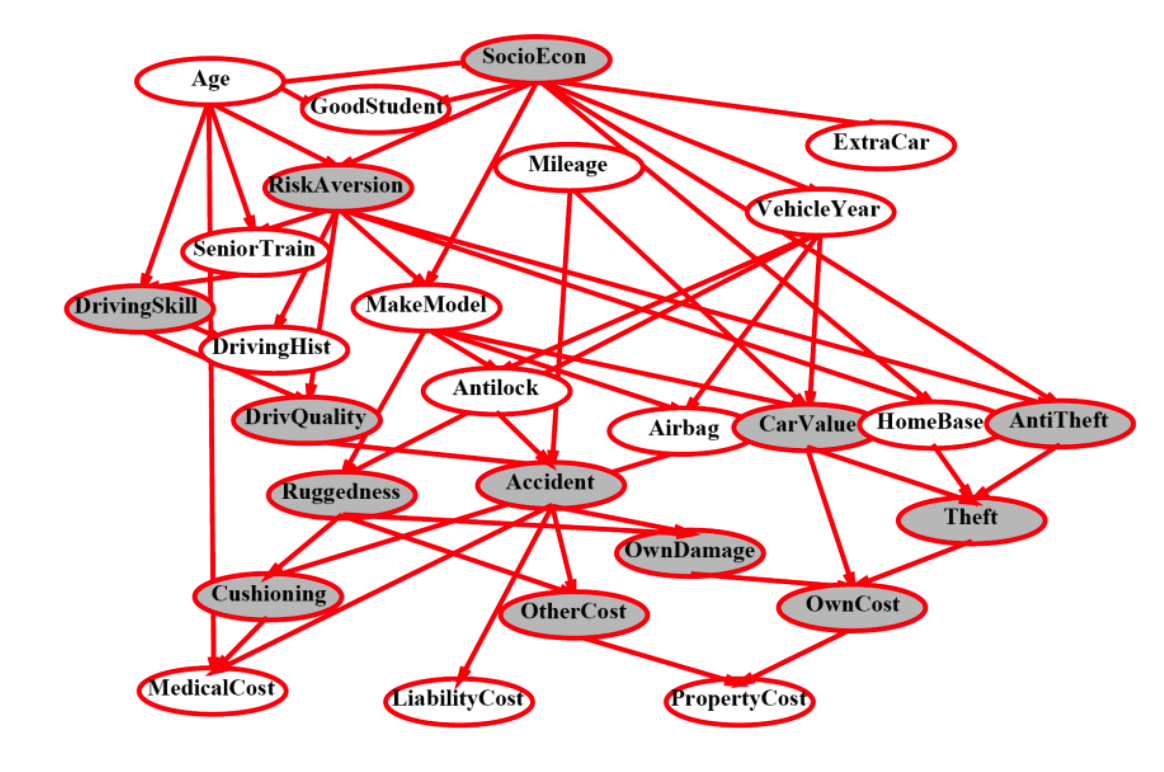 SocioEcon
Age
GoodStudent
ExtraCar
Mileage
RiskAversion
VehicleYear
SeniorTrain
DrivingSkill
MakeModel
DrivingHist
Antilock
DrivQuality
Airbag
CarValue
HomeBase
AntiTheft
Accident
Ruggedness
Theft
OwnDamage
Cushioning
OtherCost
OwnCost
MedicalCost
LiabilityCost
PropertyCost